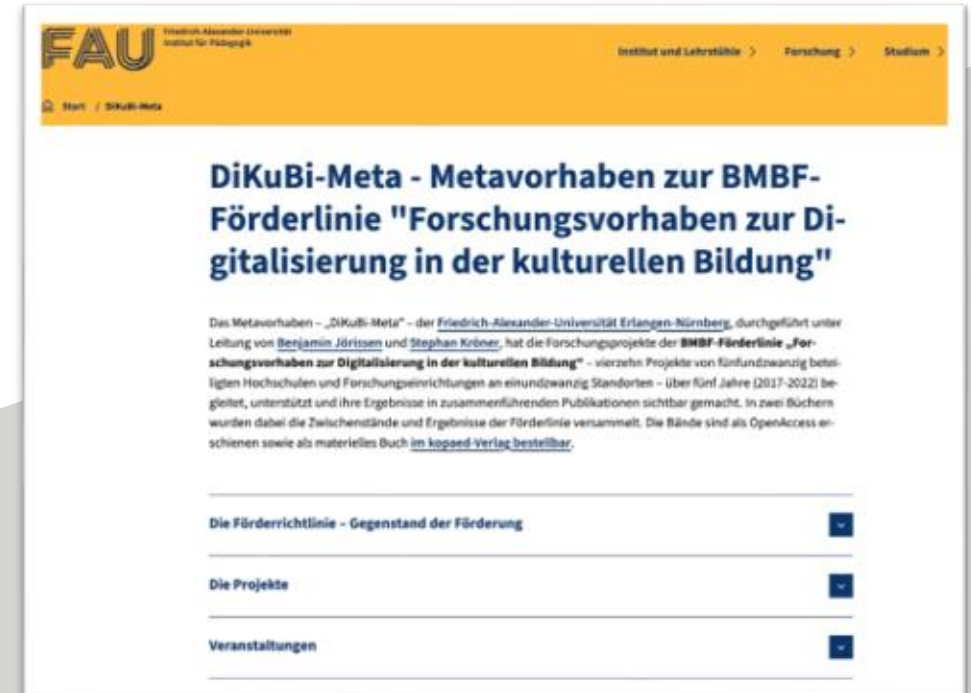 FAU
Friedrich-Alexander-Universität
Institut für Pädagogik
Institut und Lehrstühle > Forschung > Studium >
Start / DiKuBi-Meta
DiKuBi-Meta - Metavorhaben zur BMBF-
Förderlinie "Forschungsvorhaben zur Di-
gitalisierung in der kulturellen Bildung"
Das Metavorhaben – „DiKuBi-Meta“ – der Friedrich-Alexander-Universität Erlangen-Nürnberg, durchgeführt unter
Leitung von Benjamin Jörissen und Stephan Kröner, hat die Forschungsprojekte der BMBF-Förderlinie „For-
schungsvorhaben zur Digitalisierung in der kulturellen Bildung“ – vierzehn Projekte von fünfundzwanzig betei-
ligten Hochschulen und Forschungseinrichtungen an einundzwanzig Standorten – über fünf Jahre (2017-2022) be-
gleitet, unterstützt und ihre Ergebnisse in zusammenführenden Publikationen sichtbar gemacht. In zwei Büchern
wurden dabei die Zwischenstände und Ergebnisse der Förderlinie versammelt. Die Bände sind als OpenAccess er-
schienen sowie als materielles Buch im kopaed-Verlag bestellbar.
Die Förderrichtlinie – Gegenstand der Förderung
Die Projekte
Veranstaltungen